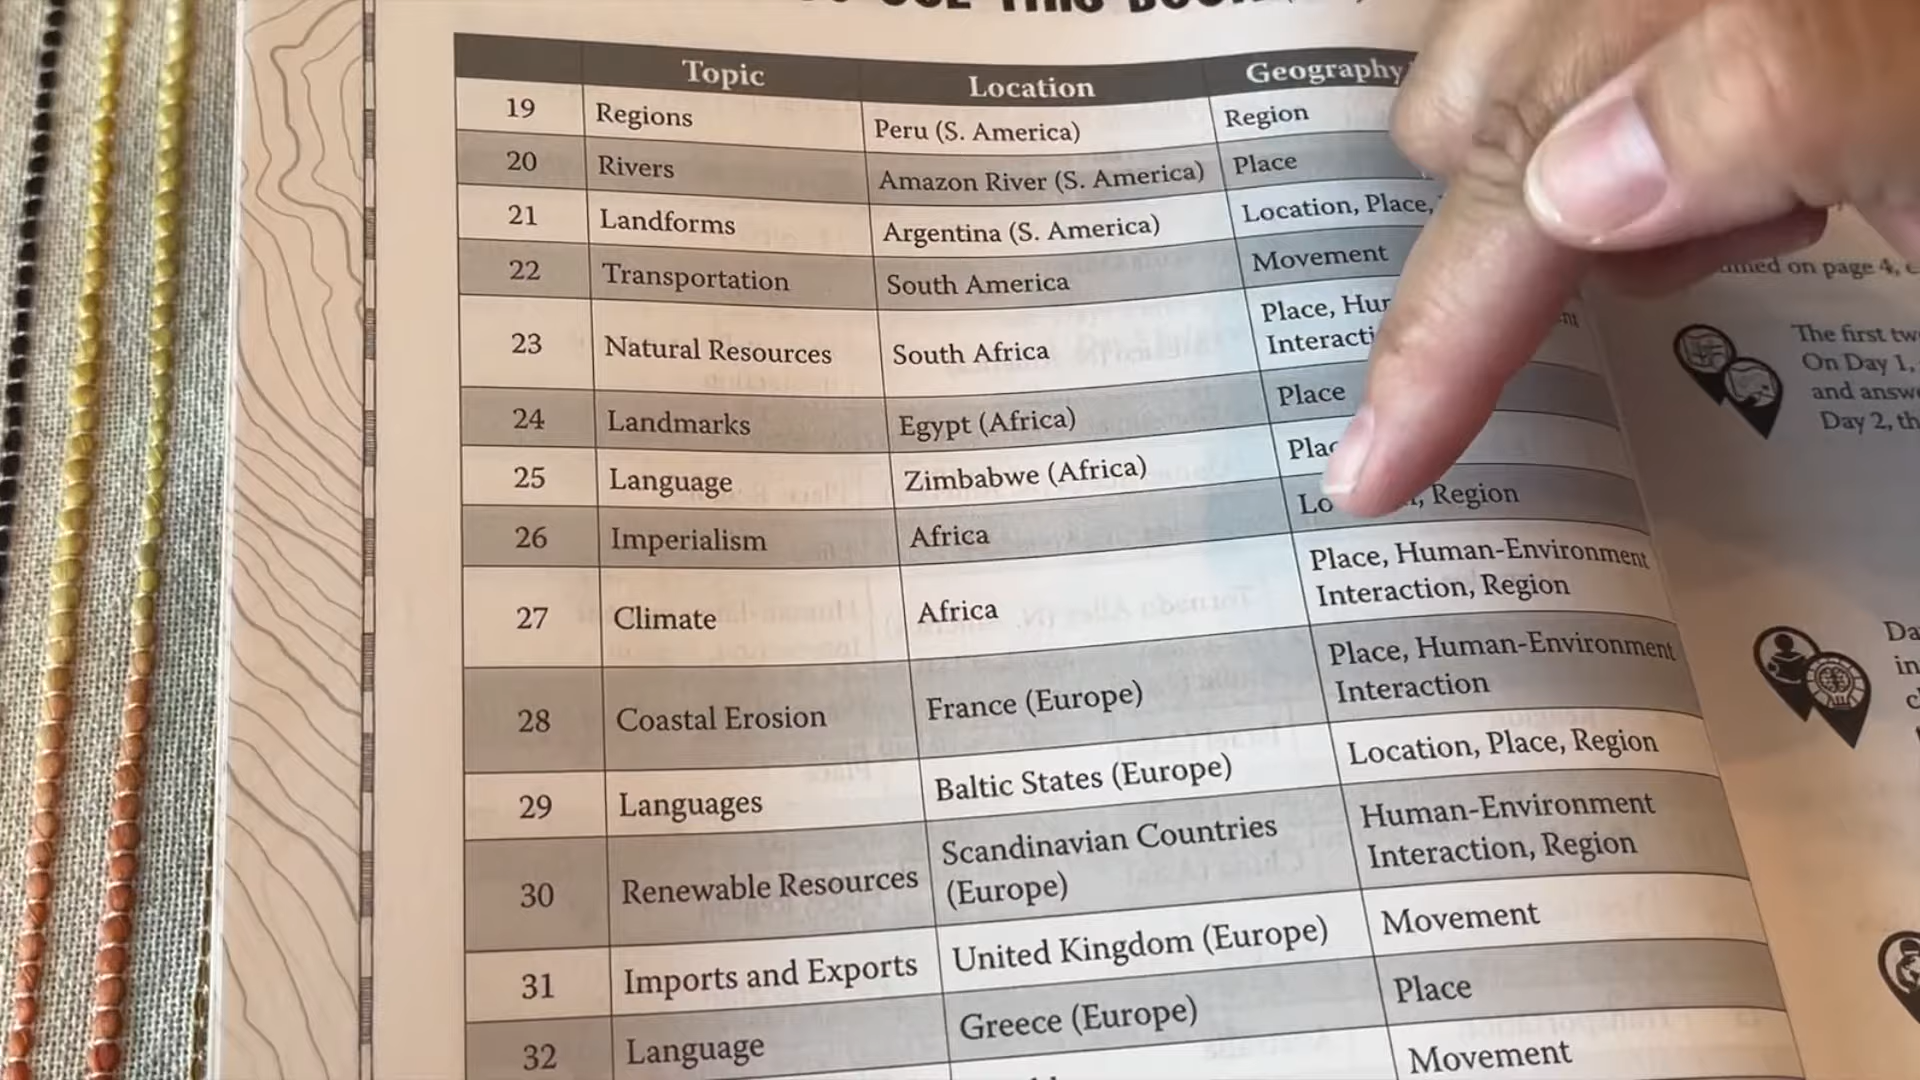 THIS
Topic Location Geography
19 Regions Peru (S. America) Region
20 Rivers Amazon River (S. America) Place
21 Landforms Argentina (S. America) Location, Place,
22 Transportation South America Movement
23 Natural Resources South Africa Place,
24 Landmarks Egypt (Africa) Place
25 Language Zimbabwe (Africa)
26 Imperialism Africa Region
27 Climate Africa Place, Human-Environment
Interaction, Region
28 Coastal Erosion France (Europe) Place, Human-Environment
Interaction
29 Languages Baltic States (Europe) Location, Place, Region
30 Renewable Resources Scandinavian Countries
(Europe) Human-Environment
Interaction, Region
31 Imports and Exports United Kingdom (Europe) Movement
32 Language Greece (Europe) Place
Movement
on page 4,
The first
On Day 1,
and
Day 2,